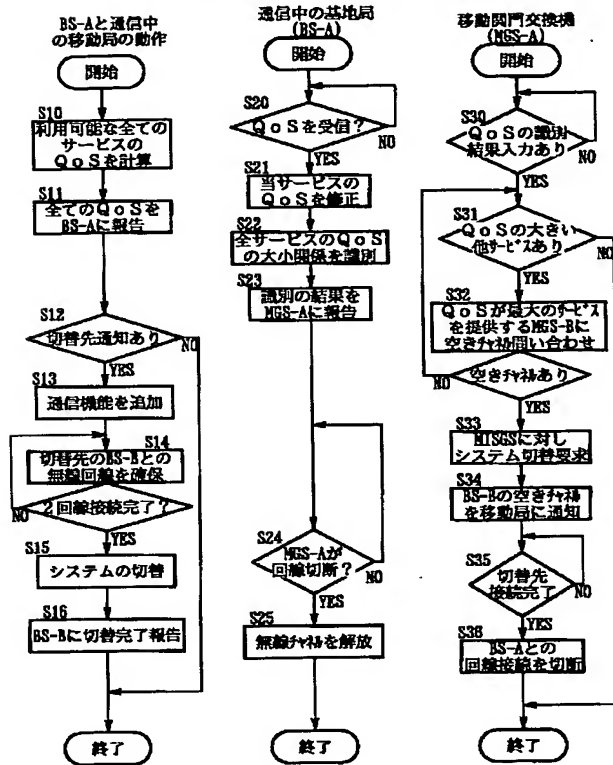 BS-Aと通信中
の移動局の動作
開始
S10
利用可能な全ての
サービスの
QoSを計算
S11
全てのQoSを
BS-Aに報告
S12
切替先通知あり
NO
YES
S13
通信機能を追加
S14
切替先のBS-Bとの
無線回線を確保
2回線接続完了?
NO
YES
S15
システムの切替
S16
BS-Bに切替完了報告
終了
通信中の基地局
(BS-A)
開始
S20
QoSを受信?
NO
YES
S21
当サービスの
QoSを修正
S22
全サービスのQoS
の大小関係を識別
S23
識別の結果を
MGS-Aに報告
S24
MGS-Aが
回線切断?
NO
YES
S25
無線チャネルを解放
終了
移動関門交換機
(MGS-A)
開始
S30
QoSの識別
結果入力あり
NO
YES
S31
QoSの大きい
他サービスあり
NO
YES
S32
QoSが最大のサービス
を提供するMGS-Bに
空きチャネル問い合わせ
空きチャネルあり
NO
YES
S33
MISGSに対し
システム切替要求
S34
BS-Bの空きチャネル
を移動局に通知
S35
切替先
接続完了
NO
YES
S36
BS-Aとの
回線接線を切断
終了